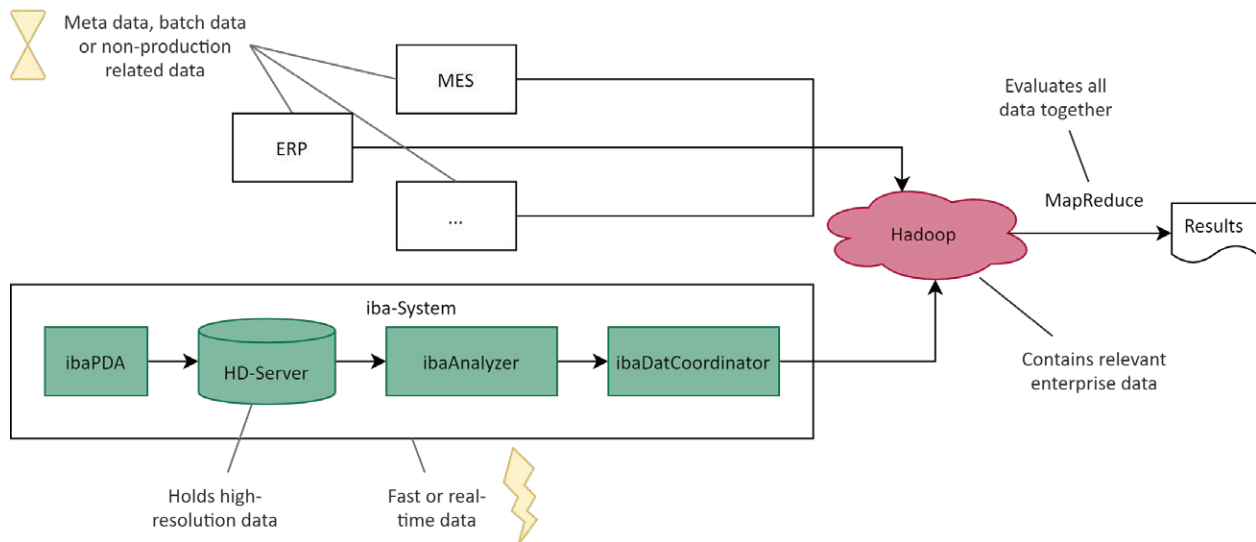 Meta data, batch data
or non-production
related data
MES
ERP
...
Evaluates all
data together
MapReduce
Hadoop
Results
iba-System
ibaPDA
HD-Server
ibaAnalyzer
ibaDatCoordinator
Contains relevant
enterprise data
Holds high-
resolution data
Fast or real-
time data